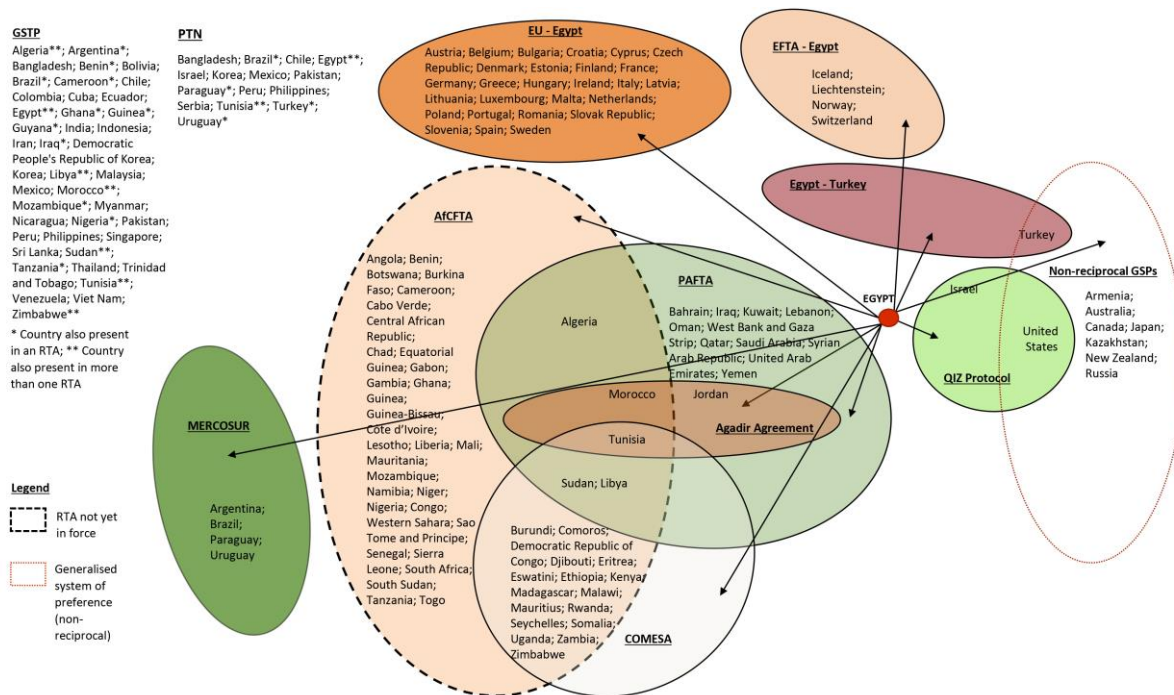 GSTP
Algeria**; Argentina*;
Bangladesh; Benin*; Bolivia;
Brazil*; Cameroon*; Chile;
Colombia; Cuba; Ecuador;
Egypt**; Ghana*; Guinea*;
Guyana*; India; Indonesia;
Iran; Iraq*; Democratic
People's Republic of Korea;
Korea; Libya**; Malaysia;
Mexico; Morocco**;
Mozambique*; Myanmar;
Nicaragua; Nigeria*; Pakistan;
Peru; Philippines; Singapore;
Sri Lanka; Sudan**;
Tanzania*; Thailand; Trinidad
and Tobago; Tunisia**;
Venezuela; Viet Nam;
Zimbabwe**
* Country also present
in an RTA; ** Country
also present in more
than one RTA
PTN
Bangladesh; Brazil*; Chile; Egypt**;
Israel; Korea; Mexico; Pakistan;
Paraguay*; Peru; Philippines;
Serbia; Tunisia**; Turkey*;
Uruguay*
EU - Egypt
Austria; Belgium; Bulgaria; Croatia; Cyprus; Czech
Republic; Denmark; Estonia; Finland; France;
Germany; Greece; Hungary; Ireland; Italy; Latvia;
Lithuania; Luxembourg; Malta; Netherlands;
Poland; Portugal; Romania; Slovak Republic;
Slovenia; Spain; Sweden
EFTA - Egypt
Iceland;
Liechtenstein;
Norway;
Switzerland
Egypt - Turkey
Turkey
Non-reciprocal GSPs
Armenia;
Australia;
Canada; Japan;
Kazakhstan;
New Zealand;
Russia
EGYPT
Israel
United
States
QIZ Protocol
AfCFTA
Angola; Benin;
Botswana; Burkina
Faso; Cameroon;
Cabo Verde;
Central African
Republic;
Chad; Equatorial
Guinea; Gabon;
Gambia; Ghana;
Guinea;
Guinea-Bissau;
Côte d'Ivoire;
Lesotho; Liberia; Mali;
Mauritania;
Mozambique;
Namibia; Niger;
Nigeria; Congo;
Western Sahara; Sao
Tome and Principe;
Senegal; Sierra
Leone; South Africa;
South Sudan;
Tanzania; Togo
PAFTA
Bahrain; Iraq; Kuwait; Lebanon;
Oman; West Bank and Gaza
Strip; Qatar; Saudi Arabia; Syrian
Arab Republic; United Arab
Emirates; Yemen
Algeria
Morocco
Jordan
Agadir Agreement
Tunisia
Sudan; Libya
Burundi; Comoros;
Democratic Republic of
Congo; Djibouti; Eritrea;
Eswatini; Ethiopia; Kenya;
Madagascar; Malawi;
Mauritius; Rwanda;
Seychelles; Somalia;
Uganda; Zambia;
Zimbabwe
COMESA
MERCOSUR
Argentina;
Brazil;
Paraguay;
Uruguay
Legend
RTA not yet
in force
Generalised
system of
preference
(non-
reciprocal)